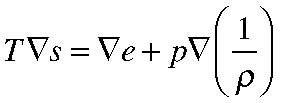 T∇s = ∇e + p∇(1/ρ)